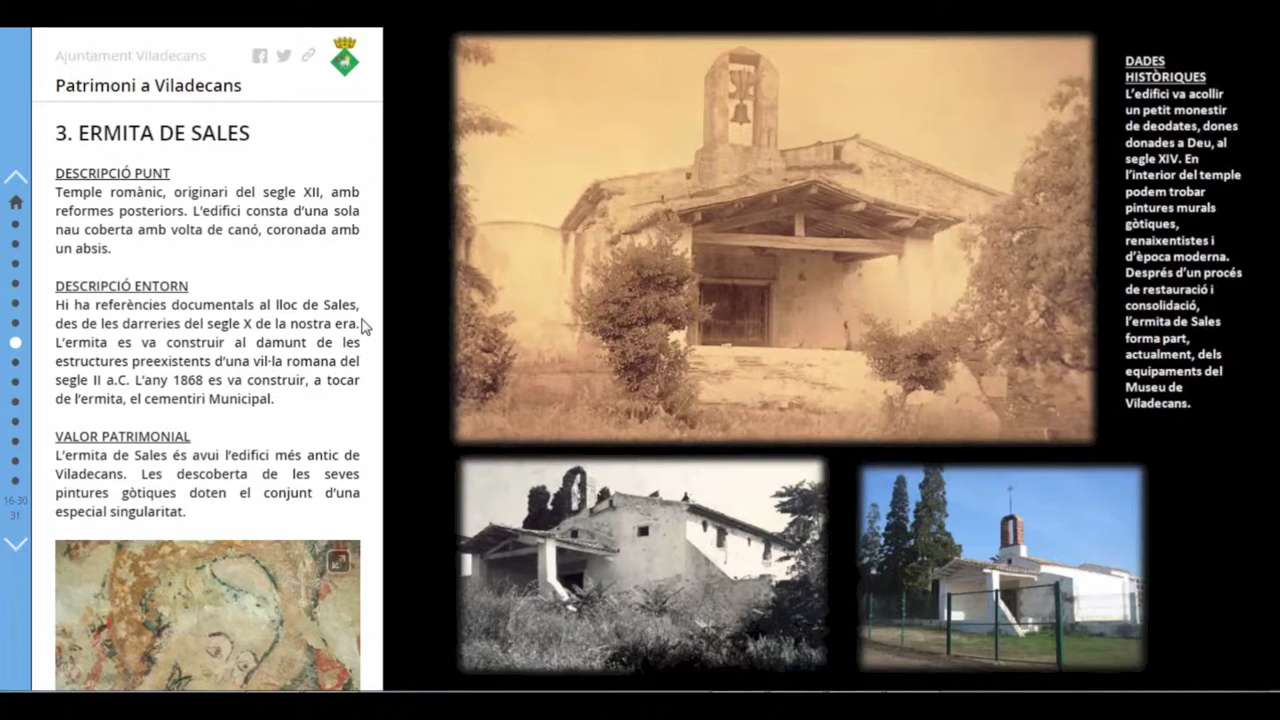 Ajuntament Viladecans
Patrimoni a Viladecans
3. ERMITA DE SALES
DESCRIPCIÓ PUNT
Temple romànic, originari del segle XII, amb
reformes posteriors. L'edifici consta d'una sola
nau coberta amb volta de canó, coronada amb
un absis.
DESCRIPCIÓ ENTORN
Hi ha referències documentals al lloc de Sales,
des de les darreries del segle X de la nostra era.
L'ermita es va construir al damunt de les
estructures preexistents d'una vil·la romana del
segle II a.C. L'any 1868 es va construir, a tocar
de l'ermita, el cementiri Municipal.
VALOR PATRIMONIAL
L'ermita de Sales és avui l'edifici més antic de
Viladecans. Les descoberta de les seves
pintures gòtiques doten el conjunt d'una
especial singularitat.
16-30
31
DADES
HISTÒRIQUES
L'edifici va acollir
un petit monestir
de deodates, dones
donades a Deu, al
segle XIV. En
l'interior del temple
podem trobar
pintures murals
gòtiques,
renaixentistes i
d'època moderna.
Després d'un procés
de restauració i
consolidació,
l'ermita de Sales
forma part,
actualment, dels
equipaments del
Museu de
Viladecans.